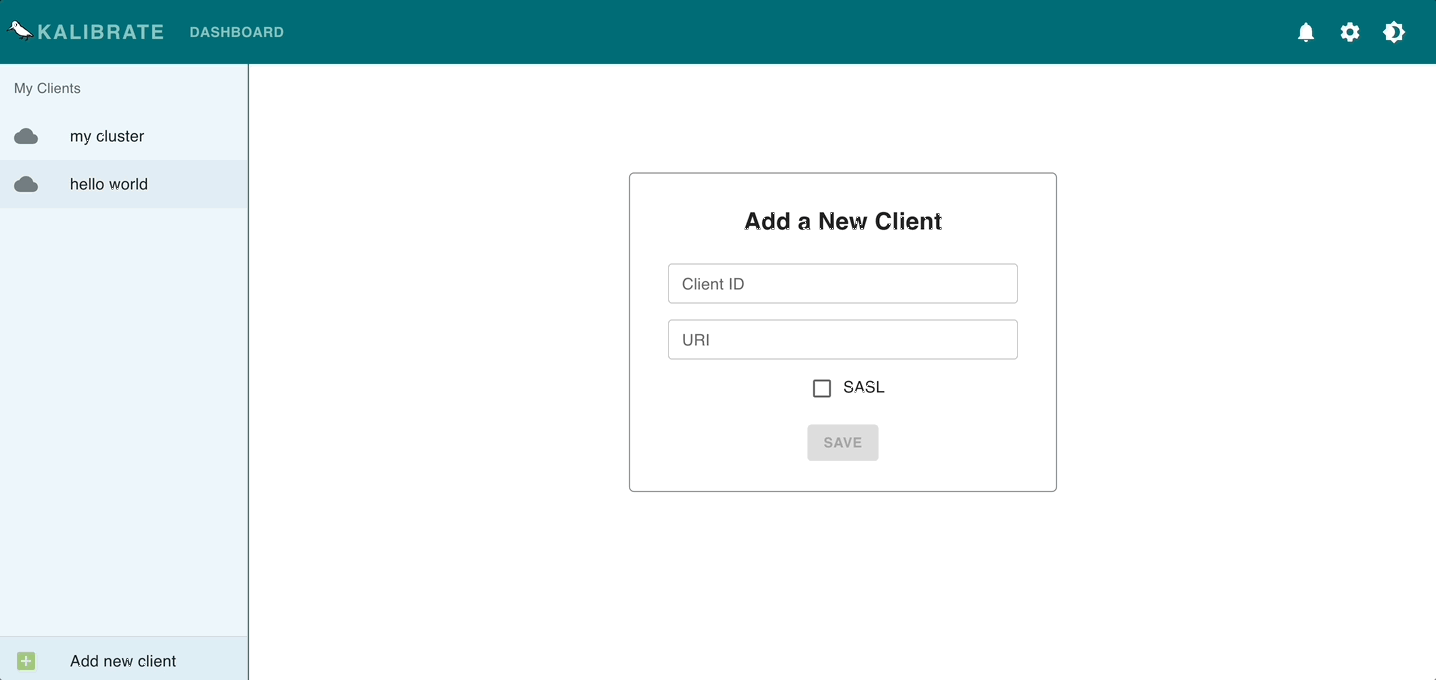 KALIBRATE DASHBOARD
My Clients
my cluster
hello world
Add a New Client
Client ID
URI
SASL
SAVE
Add new client